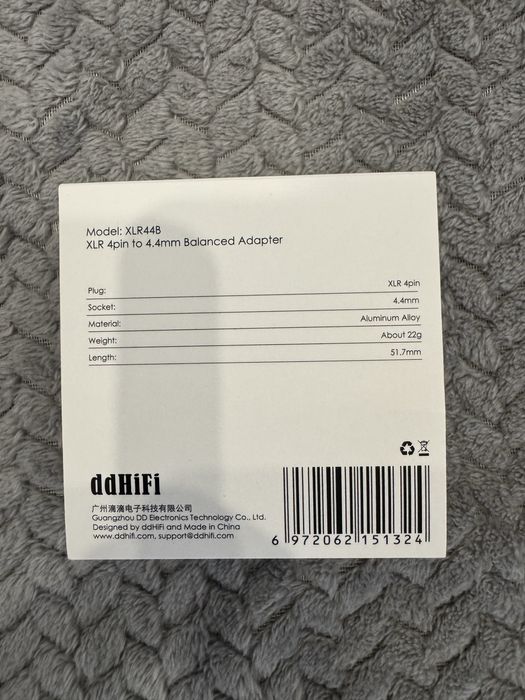 Model: XLR44B
XLR 4pin to 4.4mm Balanced Adapter
Plug: XLR 4pin
Socket: 4.4mm
Material: Aluminum Alloy
Weight: About 22g
Length: 51.7mm
ddHiFi
广州滴滴电子科技有限公司
Guangzhou DD Electronics Technology Co., Ltd.
Designed by ddHiFi and Made in China
www.ddhifi.com, support@ddhifi.com
6 972062 151324